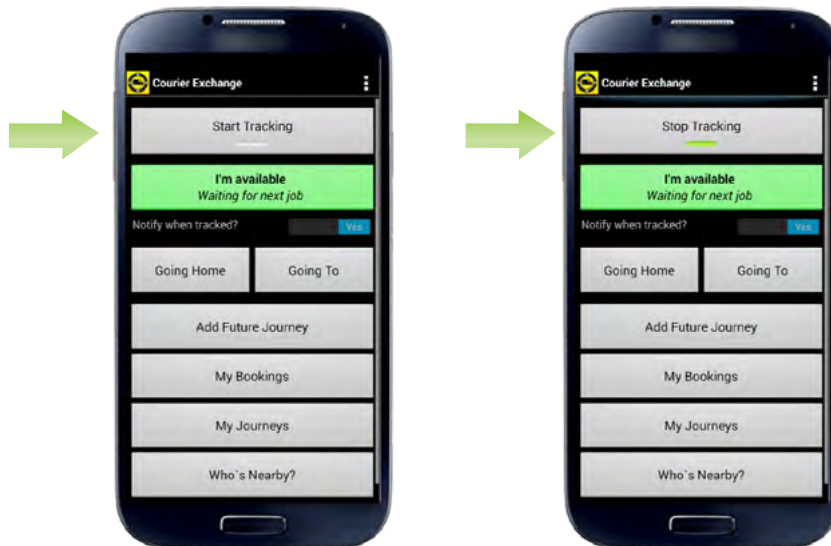 Courier Exchange
Start Tracking
I'm available
Waiting for next job
Notify when tracked?
Yes
Going Home
Going To
Add Future Journey
My Bookings
My Journeys
Who`s Nearby?
Courier Exchange
Stop Tracking
I'm available
Waiting for next job
Notify when tracked?
Yes
Going Home
Going To
Add Future Journey
My Bookings
My Journeys
Who`s Nearby?